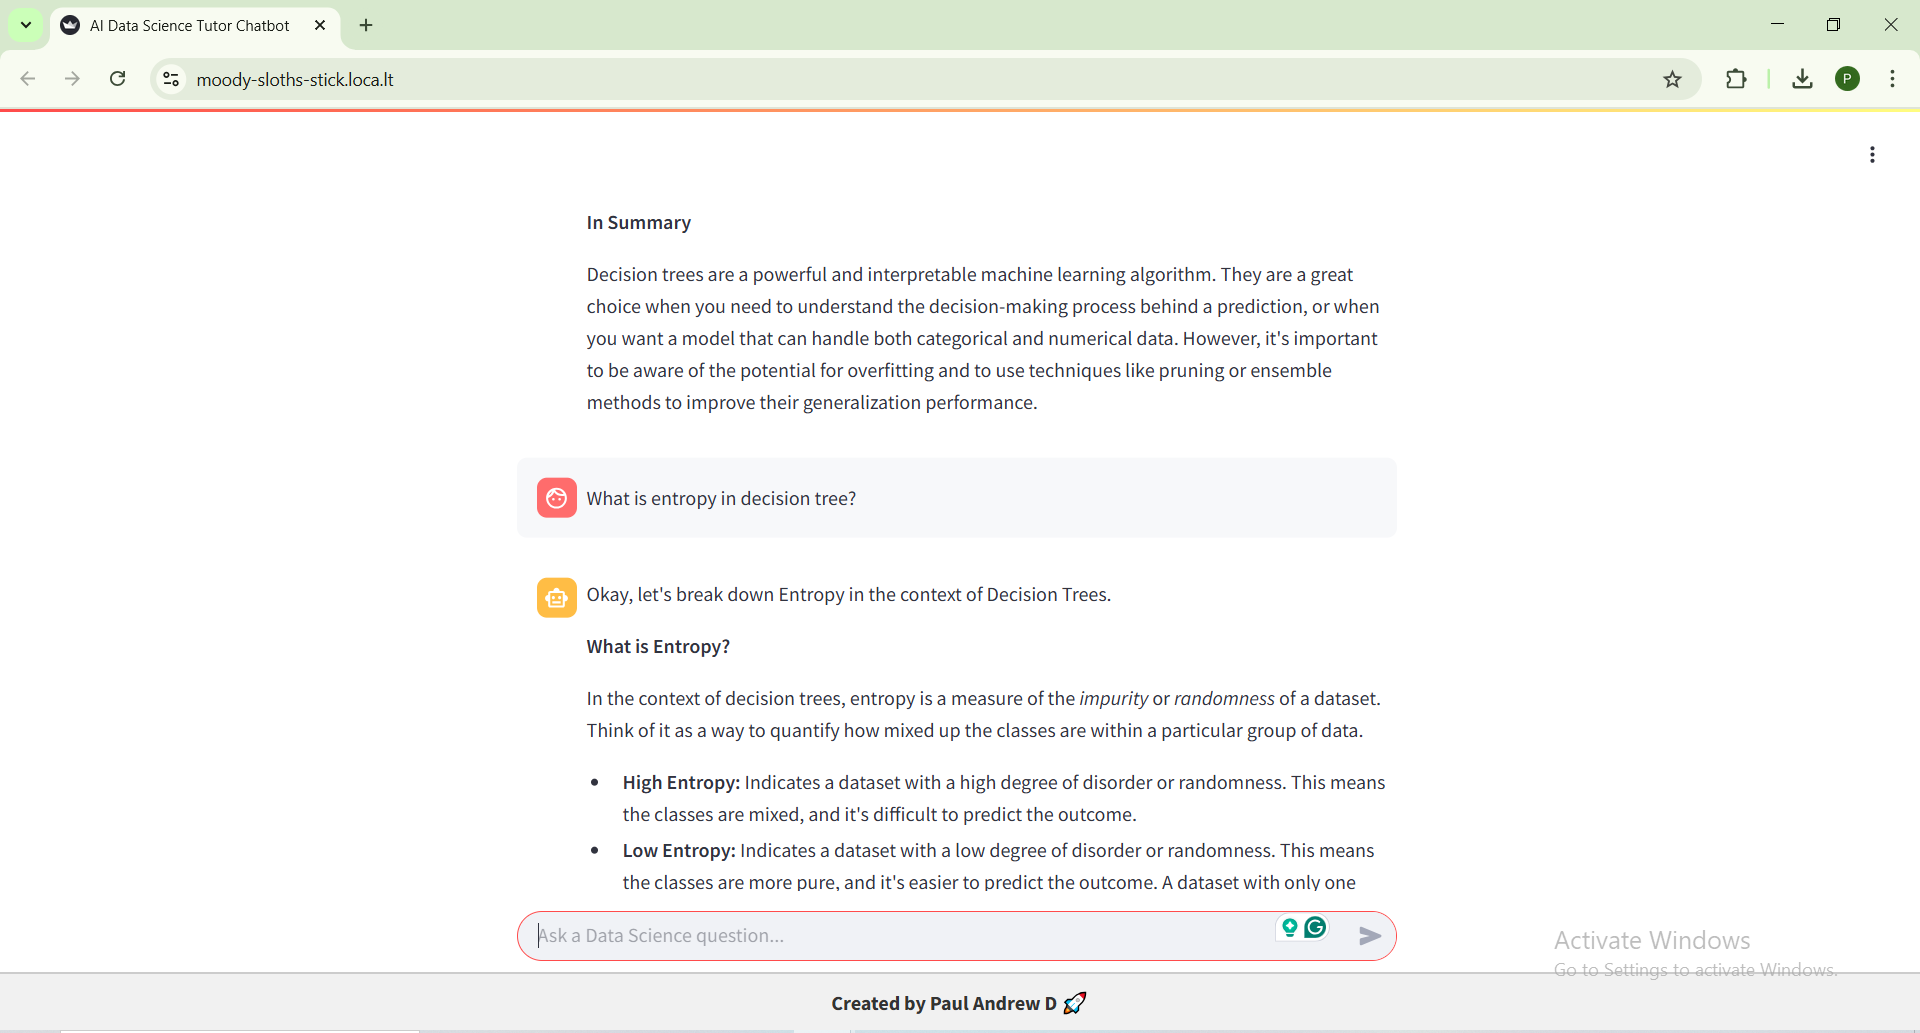 AI Data Science Tutor Chatbot
moody-sloths-stick.loca.lt
P
In Summary
Decision trees are a powerful and interpretable machine learning algorithm. They are a great
choice when you need to understand the decision-making process behind a prediction, or when
you want a model that can handle both categorical and numerical data. However, it's important
to be aware of the potential for overfitting and to use techniques like pruning or ensemble
methods to improve their generalization performance.
What is entropy in decision tree?
Okay, let's break down Entropy in the context of Decision Trees.
What is Entropy?
In the context of decision trees, entropy is a measure of the impurity or randomness of a dataset.
Think of it as a way to quantify how mixed up the classes are within a particular group of data.
• High Entropy: Indicates a dataset with a high degree of disorder or randomness. This means
the classes are mixed, and it's difficult to predict the outcome.
• Low Entropy: Indicates a dataset with a low degree of disorder or randomness. This means
the classes are more pure, and it's easier to predict the outcome. A dataset with only one
Ask a Data Science question...
Activate Windows
Go to Settings to activate Windows.
Created by Paul Andrew D 🚀